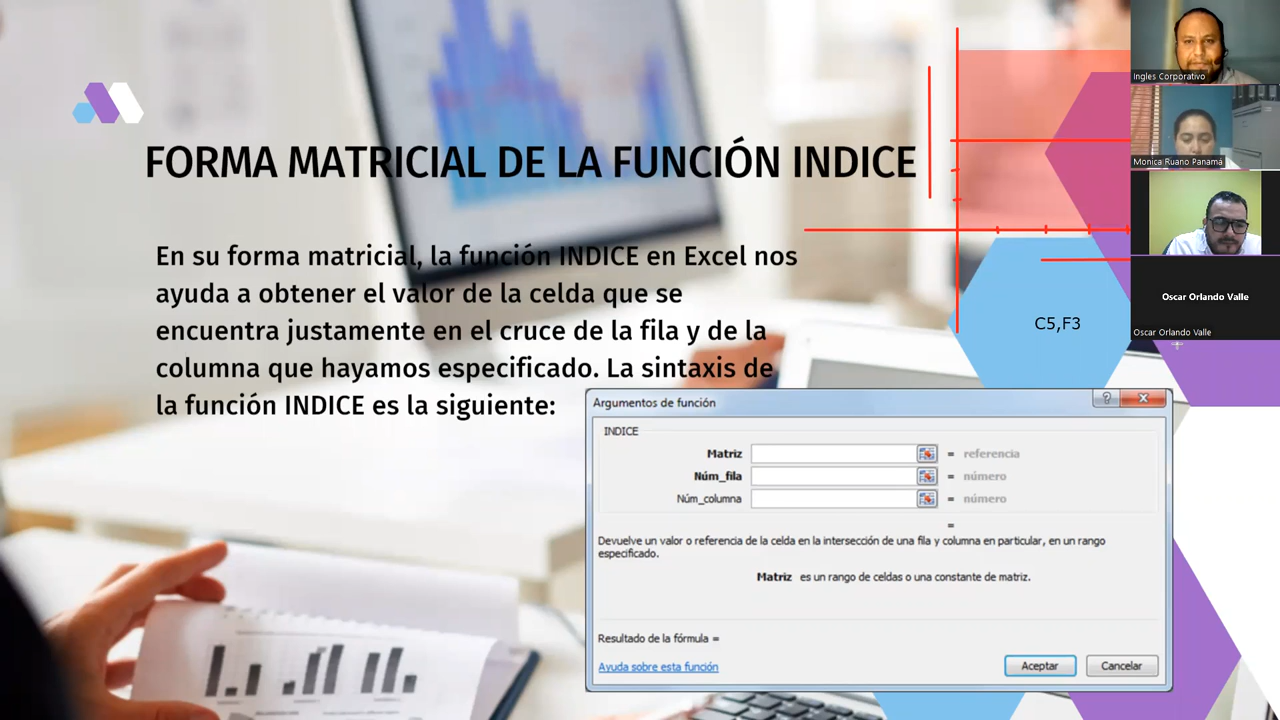 FORMA MATRICIAL DE LA FUNCIÓN INDICE
En su forma matricial, la función INDICE en Excel nos
ayuda a obtener el valor de la celda que se
encuentra justamente en el cruce de la fila y de la
columna que hayamos especificado. La sintaxis de
la función INDICE es la siguiente:
C5,F3
Argumentos de función
?
INDICE
Matriz = referencia
Núm_fila = número
Núm_columna = número
=
Devuelve un valor o referencia de la celda en la intersección de una fila y columna en particular, en un rango
especificado.
Matriz es un rango de celdas o una constante de matriz.
Resultado de la fórmula =
Ayuda sobre esta función
Aceptar
Cancelar
Ingles Corporativo
Monica Ruano Panamá
Oscar Orlando Valle
Oscar Orlando Valle